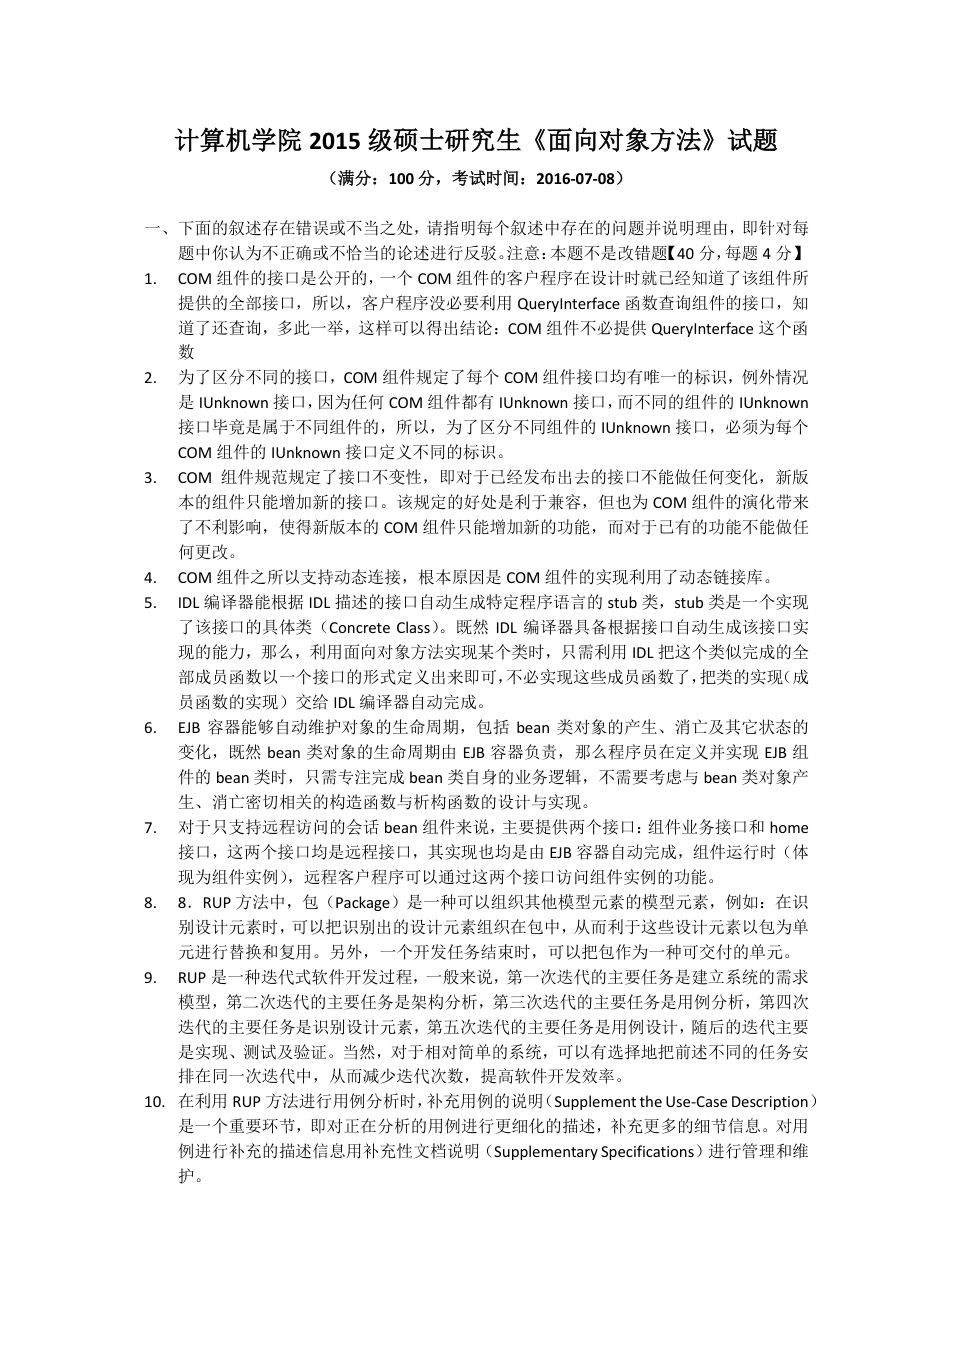 计算机学院 2015 级硕士研究生《面向对象方法》试题
（满分：100 分，考试时间：2016-07-08）
一、下面的叙述存在错误或不当之处，请指明每个叙述中存在的问题并说明理由，即针对每
题中你认为不正确或不恰当的论述进行反驳。注意：本题不是改错题【40 分，每题 4 分】
1. COM 组件的接口是公开的，一个 COM 组件的客户程序在设计时就已经知道了该组件所
提供的全部接口，所以，客户程序没必要利用 QueryInterface 函数查询组件的接口，知
道了还查询，多此一举，这样可以得出结论：COM 组件不必提供 QueryInterface 这个函
数
2. 为了区分不同的接口，COM 组件规定了每个 COM 组件接口均有唯一的标识，例外情况
是 IUnknown 接口，因为任何 COM 组件都有 IUnknown 接口，而不同的组件的 IUnknown
接口毕竟是属于不同组件的，所以，为了区分不同组件的 IUnknown 接口，必须为每个
COM 组件的 IUnknown 接口定义不同的标识。
3. COM 组件规范规定了接口不变性，即对于已经发布出去的接口不能做任何变化，新版
本的组件只能增加新的接口。该规定的好处是利于兼容，但也为 COM 组件的演化带来
了不利影响，使得新版本的 COM 组件只能增加新的功能，而对于已有的功能不能做任
何更改。
4. COM 组件之所以支持动态连接，根本原因是 COM 组件的实现利用了动态链接库。
5. IDL 编译器能根据 IDL 描述的接口自动生成特定程序语言的 stub 类，stub 类是一个实现
了该接口的具体类（Concrete Class）。既然 IDL 编译器具备根据接口自动生成该接口实
现的能力，那么，利用面向对象方法实现某个类时，只需利用 IDL 把这个类似完成的全
部成员函数以一个接口的形式定义出来即可，不必实现这些成员函数了，把类的实现（成
员函数的实现）交给 IDL 编译器自动完成。
6. EJB 容器能够自动维护对象的生命周期，包括 bean 类对象的产生、消亡及其它状态的
变化，既然 bean 类对象的生命周期由 EJB 容器负责，那么程序员在定义并实现 EJB 组
件的 bean 类时，只需专注完成 bean 类自身的业务逻辑，不需要考虑与 bean 类对象产
生、消亡密切相关的构造函数与析构函数的设计与实现。
7. 对于只支持远程访问的会话 bean 组件来说，主要提供两个接口：组件业务接口和 home
接口，这两个接口均是远程接口，其实现也均是由 EJB 容器自动完成，组件运行时（体
现为组件实例），远程客户程序可以通过这两个接口访问组件实例的功能。
8. 8．RUP 方法中，包（Package）是一种可以组织其他模型元素的模型元素，例如：在识
别设计元素时，可以把识别出的设计元素组织在包中，从而利于这些设计元素以包为单
元进行替换和复用。另外，一个开发任务结束时，可以把包作为一种可交付的单元。
9. RUP 是一种迭代式软件开发过程，一般来说，第一次迭代的主要任务是建立系统的需求
模型，第二次迭代的主要任务是架构分析，第三次迭代的主要任务是用例分析，第四次
迭代的主要任务是识别设计元素，第五次迭代的主要任务是用例设计，随后的迭代主要
是实现、测试及验证。当然，对于相对简单的系统，可以有选择地把前述不同的任务安
排在同一次迭代中，从而减少迭代次数，提高软件开发效率。
10. 在利用 RUP 方法进行用例分析时，补充用例的说明（Supplement the Use-Case Description）
是一个重要环节，即对正在分析的用例进行更细化的描述，补充更多的细节信息。对用
例进行补充的描述信息用补充性文档说明（Supplementary Specifications）进行管理和维
护。